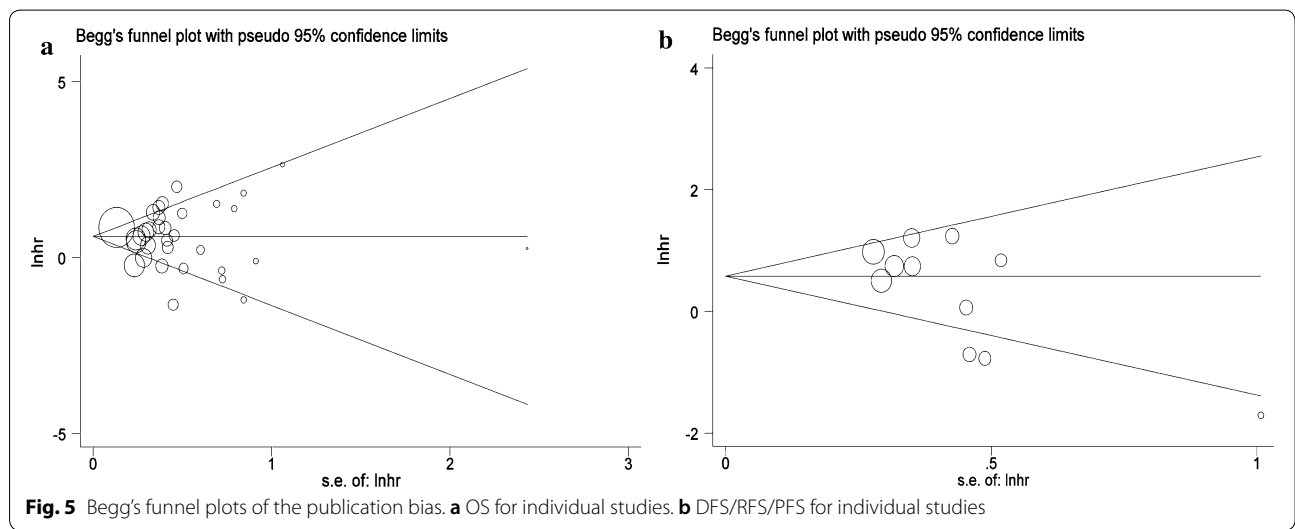 a
Begg's funnel plot with pseudo 95% confidence limits
lnhr
5
0
-5
0 1 2 3
s.e. of: lnhr
b
Begg's funnel plot with pseudo 95% confidence limits
lnhr
4
2
0
-2
0 .5 1
s.e. of: lnhr
Fig. 5 Begg's funnel plots of the publication bias. a OS for individual studies. b DFS/RFS/PFS for individual studies